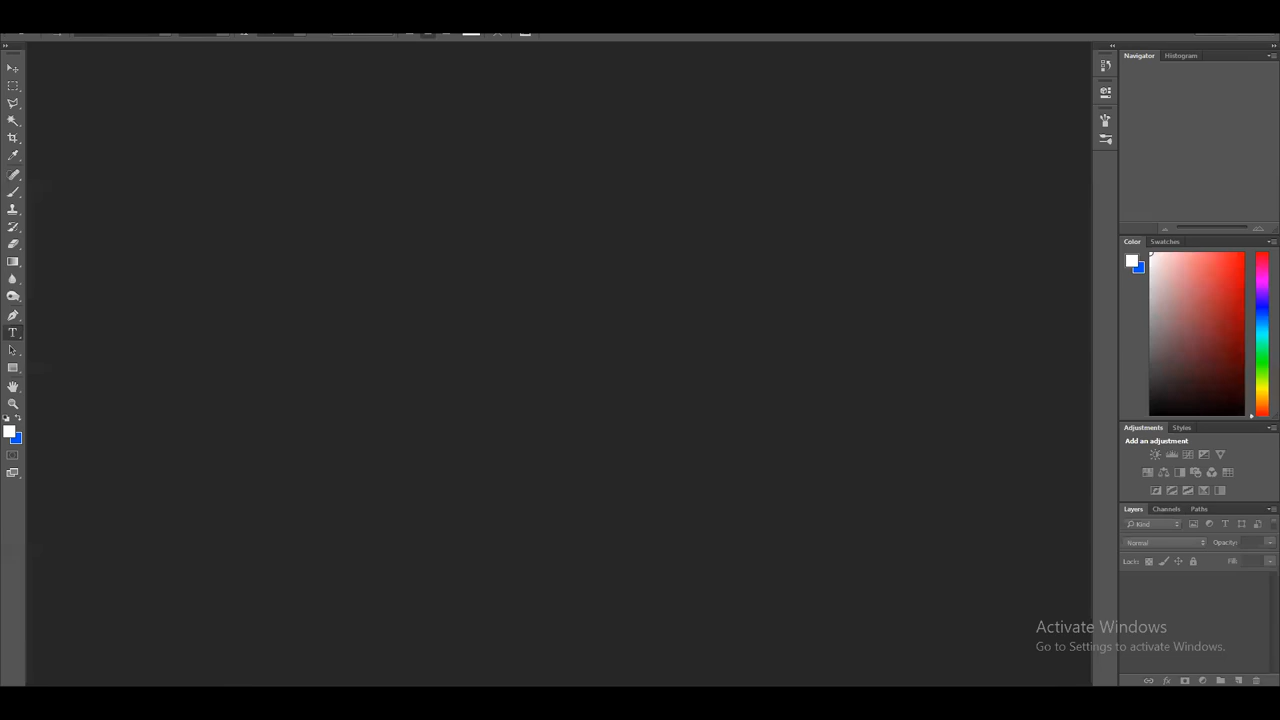 Navigator Histogram
Color Swatches
Adjustments Styles
Add an adjustment
Layers Channels Paths
Kind
Normal Opacity:
Lock: Fill:
Activate Windows
Go to Settings to activate Windows.